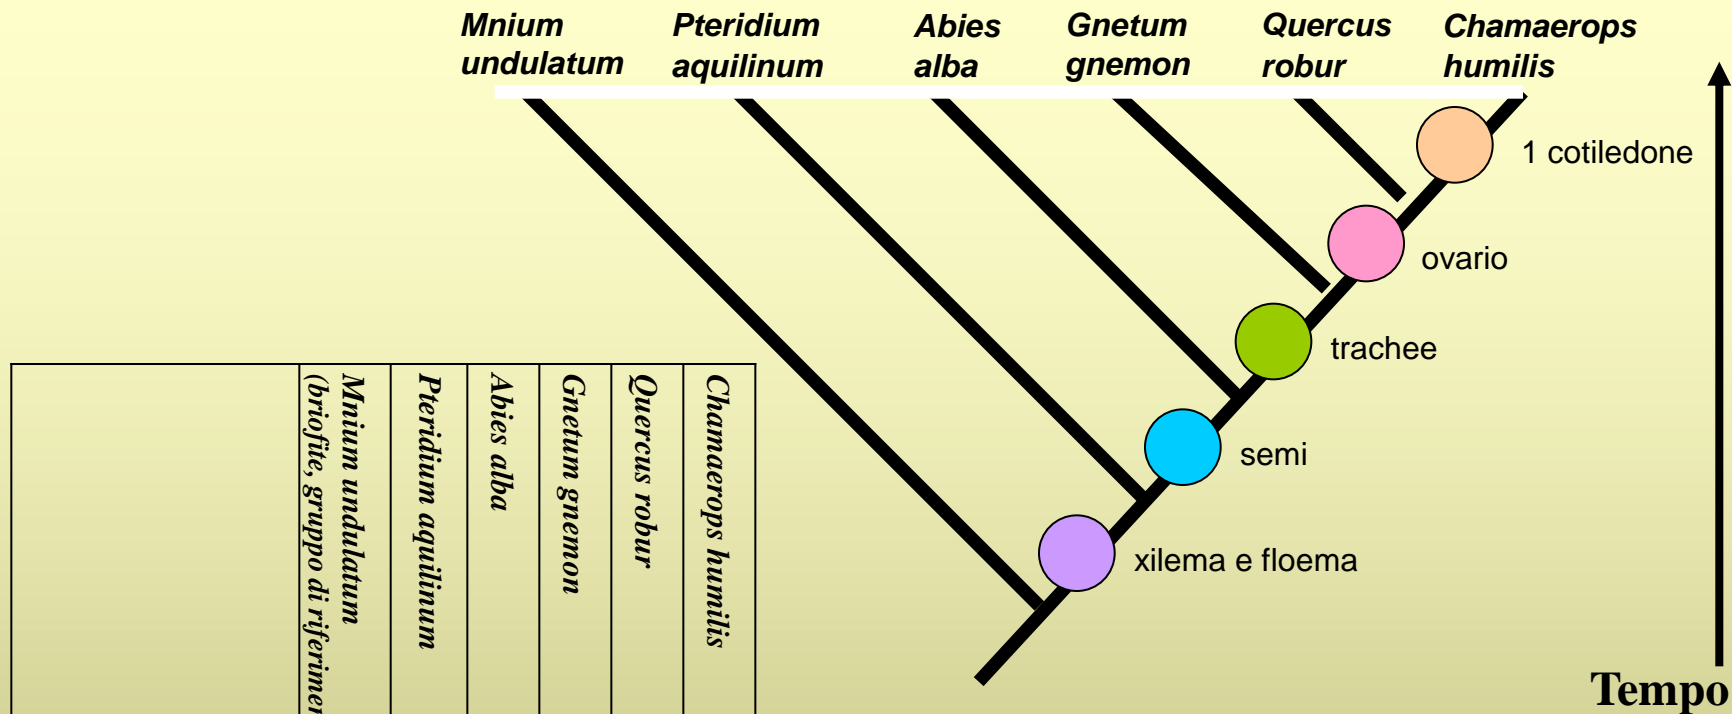 Mnium
undulatum
Pteridium
aquilinum
Abies
alba
Gnetum
gnemon
Quercus
robur
Chamaerops
humilis
1 cotiledone
ovario
trachee
semi
xilema e floema
Tempo
Mnium undulatum
(briofite, gruppo di
Pteridium aquilinum
Abies alba
Gnetum gnemon
Quercus robur
Chamaerops humilis